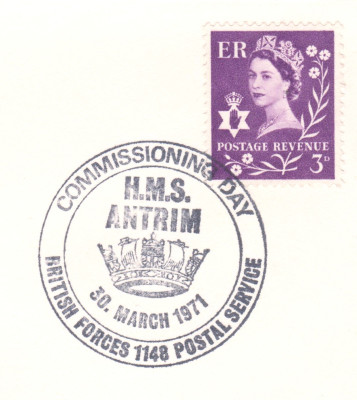 ER
POSTAGE REVENUE
3D
COMMISSIONING DAY
H.M.S.
ANTRIM
30. MARCH 1971
BRITISH FORCES 1148 POSTAL SERVICE